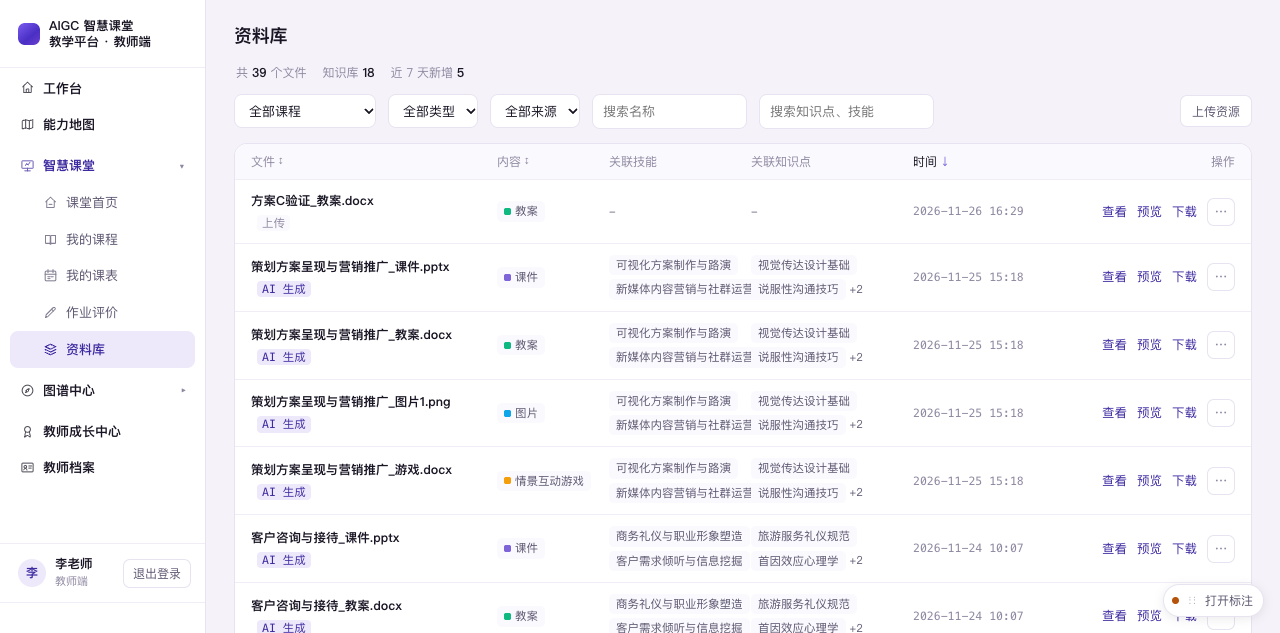 AIGC 智慧课堂
教学平台 · 教师端
工作台
能力地图
智慧课堂
课堂首页
我的课程
我的课表
作业评价
资料库
图谱中心
教师成长中心
教师档案
李
李老师
教师端
退出登录
资料库
共 39 个文件 知识库 18 近 7 天新增 5
全部课程 全部类型 全部来源 搜索名称 搜索知识点、技能 上传资源
文件 内容 关联技能 关联知识点 时间 ↓ 操作
方案C验证_教案.docx
上传
教案 – – 2026-11-26 16:29 查看 预览 下载 ···
策划方案呈现与营销推广_课件.pptx
AI 生成
课件
可视化方案制作与路演 视觉传达设计基础
新媒体内容营销与社群运营 说服性沟通技巧 +2
2026-11-25 15:18 查看 预览 下载 ···
策划方案呈现与营销推广_教案.docx
AI 生成
教案
可视化方案制作与路演 视觉传达设计基础
新媒体内容营销与社群运营 说服性沟通技巧 +2
2026-11-25 15:18 查看 预览 下载 ···
策划方案呈现与营销推广_图片1.png
AI 生成
图片
可视化方案制作与路演 视觉传达设计基础
新媒体内容营销与社群运营 说服性沟通技巧 +2
2026-11-25 15:18 查看 预览 下载 ···
策划方案呈现与营销推广_游戏.docx
AI 生成
情景互动游戏
可视化方案制作与路演 视觉传达设计基础
新媒体内容营销与社群运营 说服性沟通技巧 +2
2026-11-25 15:18 查看 预览 下载 ···
客户咨询与接待_课件.pptx
AI 生成
课件
商务礼仪与职业形象塑造 旅游服务礼仪规范
客户需求倾听与信息挖掘 首因效应心理学 +2
2026-11-24 10:07 查看 预览 下载 ···
客户咨询与接待_教案.docx
AI 生成
教案
商务礼仪与职业形象塑造 旅游服务礼仪规范
客户需求倾听与信息挖掘 首因效应心理学 +2
2026-11-24 10:07 查看 预览 下载
打开标注